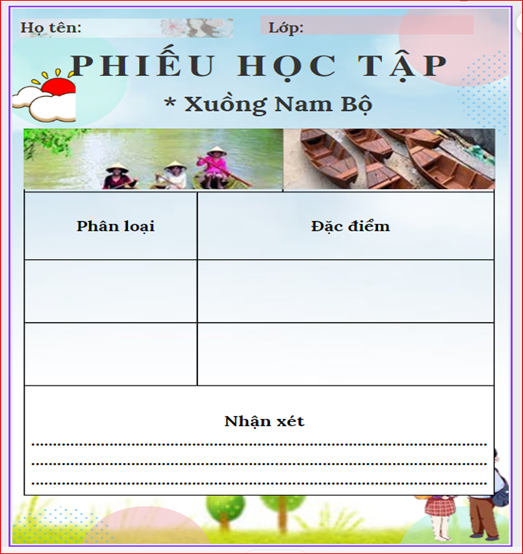 Họ tên:
Lớp:
PHIẾU HỌC TẬP
* Xuồng Nam Bộ
Phân loại
Đặc điểm
Nhận xét